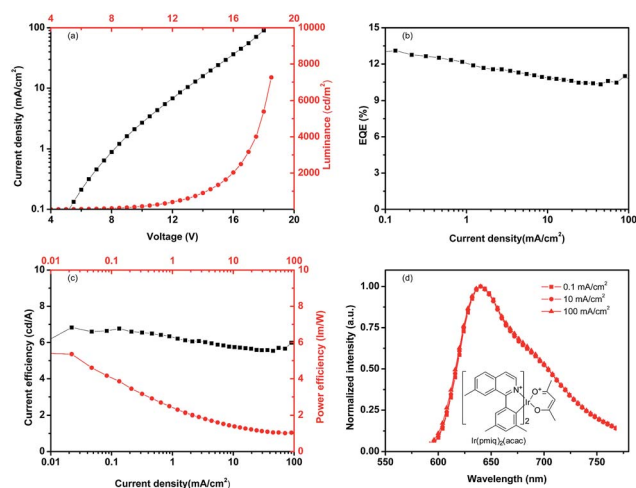 4 6 8 10 12 14 16 18 20
100
10
1
0.1
Current density (mA/cm²)
(a)
10000
8000
6000
4000
2000
Luminance (cd/m²)
4 8 12 16 20
Voltage (V)
15
12
9
6
3
0
EQE (%)
(b)
0.1 1 10 100
Current density(mA/cm²)
0.01 0.1 1 10 100
10
8
6
4
2
0
Current efficiency (cd/A)
(c)
10
8
6
4
2
0
Power efficiency (lm/W)
0.01 0.1 1 10 100
Current density(mA/cm²)
1.00
0.75
0.50
0.25
0.00
Normalized intensity (a.u.)
(d)
0.1 mA/cm²
10 mA/cm²
100 mA/cm²
N⁺
Ir
O⁺
O
2
Ir(pmiq)₂(acac)
550 600 650 700 750
Wavelength (nm)